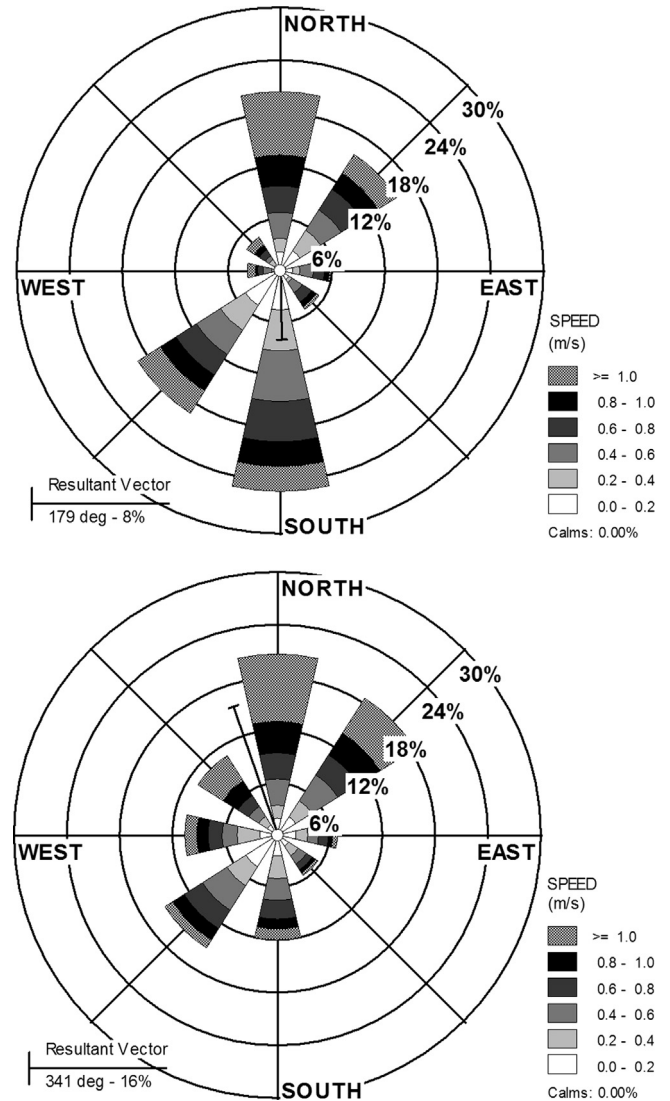 NORTH
30%
24%
18%
12%
6%
WEST
EAST
SPEED
(m/s)
>= 1.0
0.8 - 1.0
0.6 - 0.8
0.4 - 0.6
0.2 - 0.4
0.0 - 0.2
Calms: 0.00%
Resultant Vector
179 deg - 8%
SOUTH
NORTH
30%
24%
18%
12%
6%
WEST
EAST
SPEED
(m/s)
>= 1.0
0.8 - 1.0
0.6 - 0.8
0.4 - 0.6
0.2 - 0.4
0.0 - 0.2
Calms: 0.00%
Resultant Vector
341 deg - 16%
SOUTH